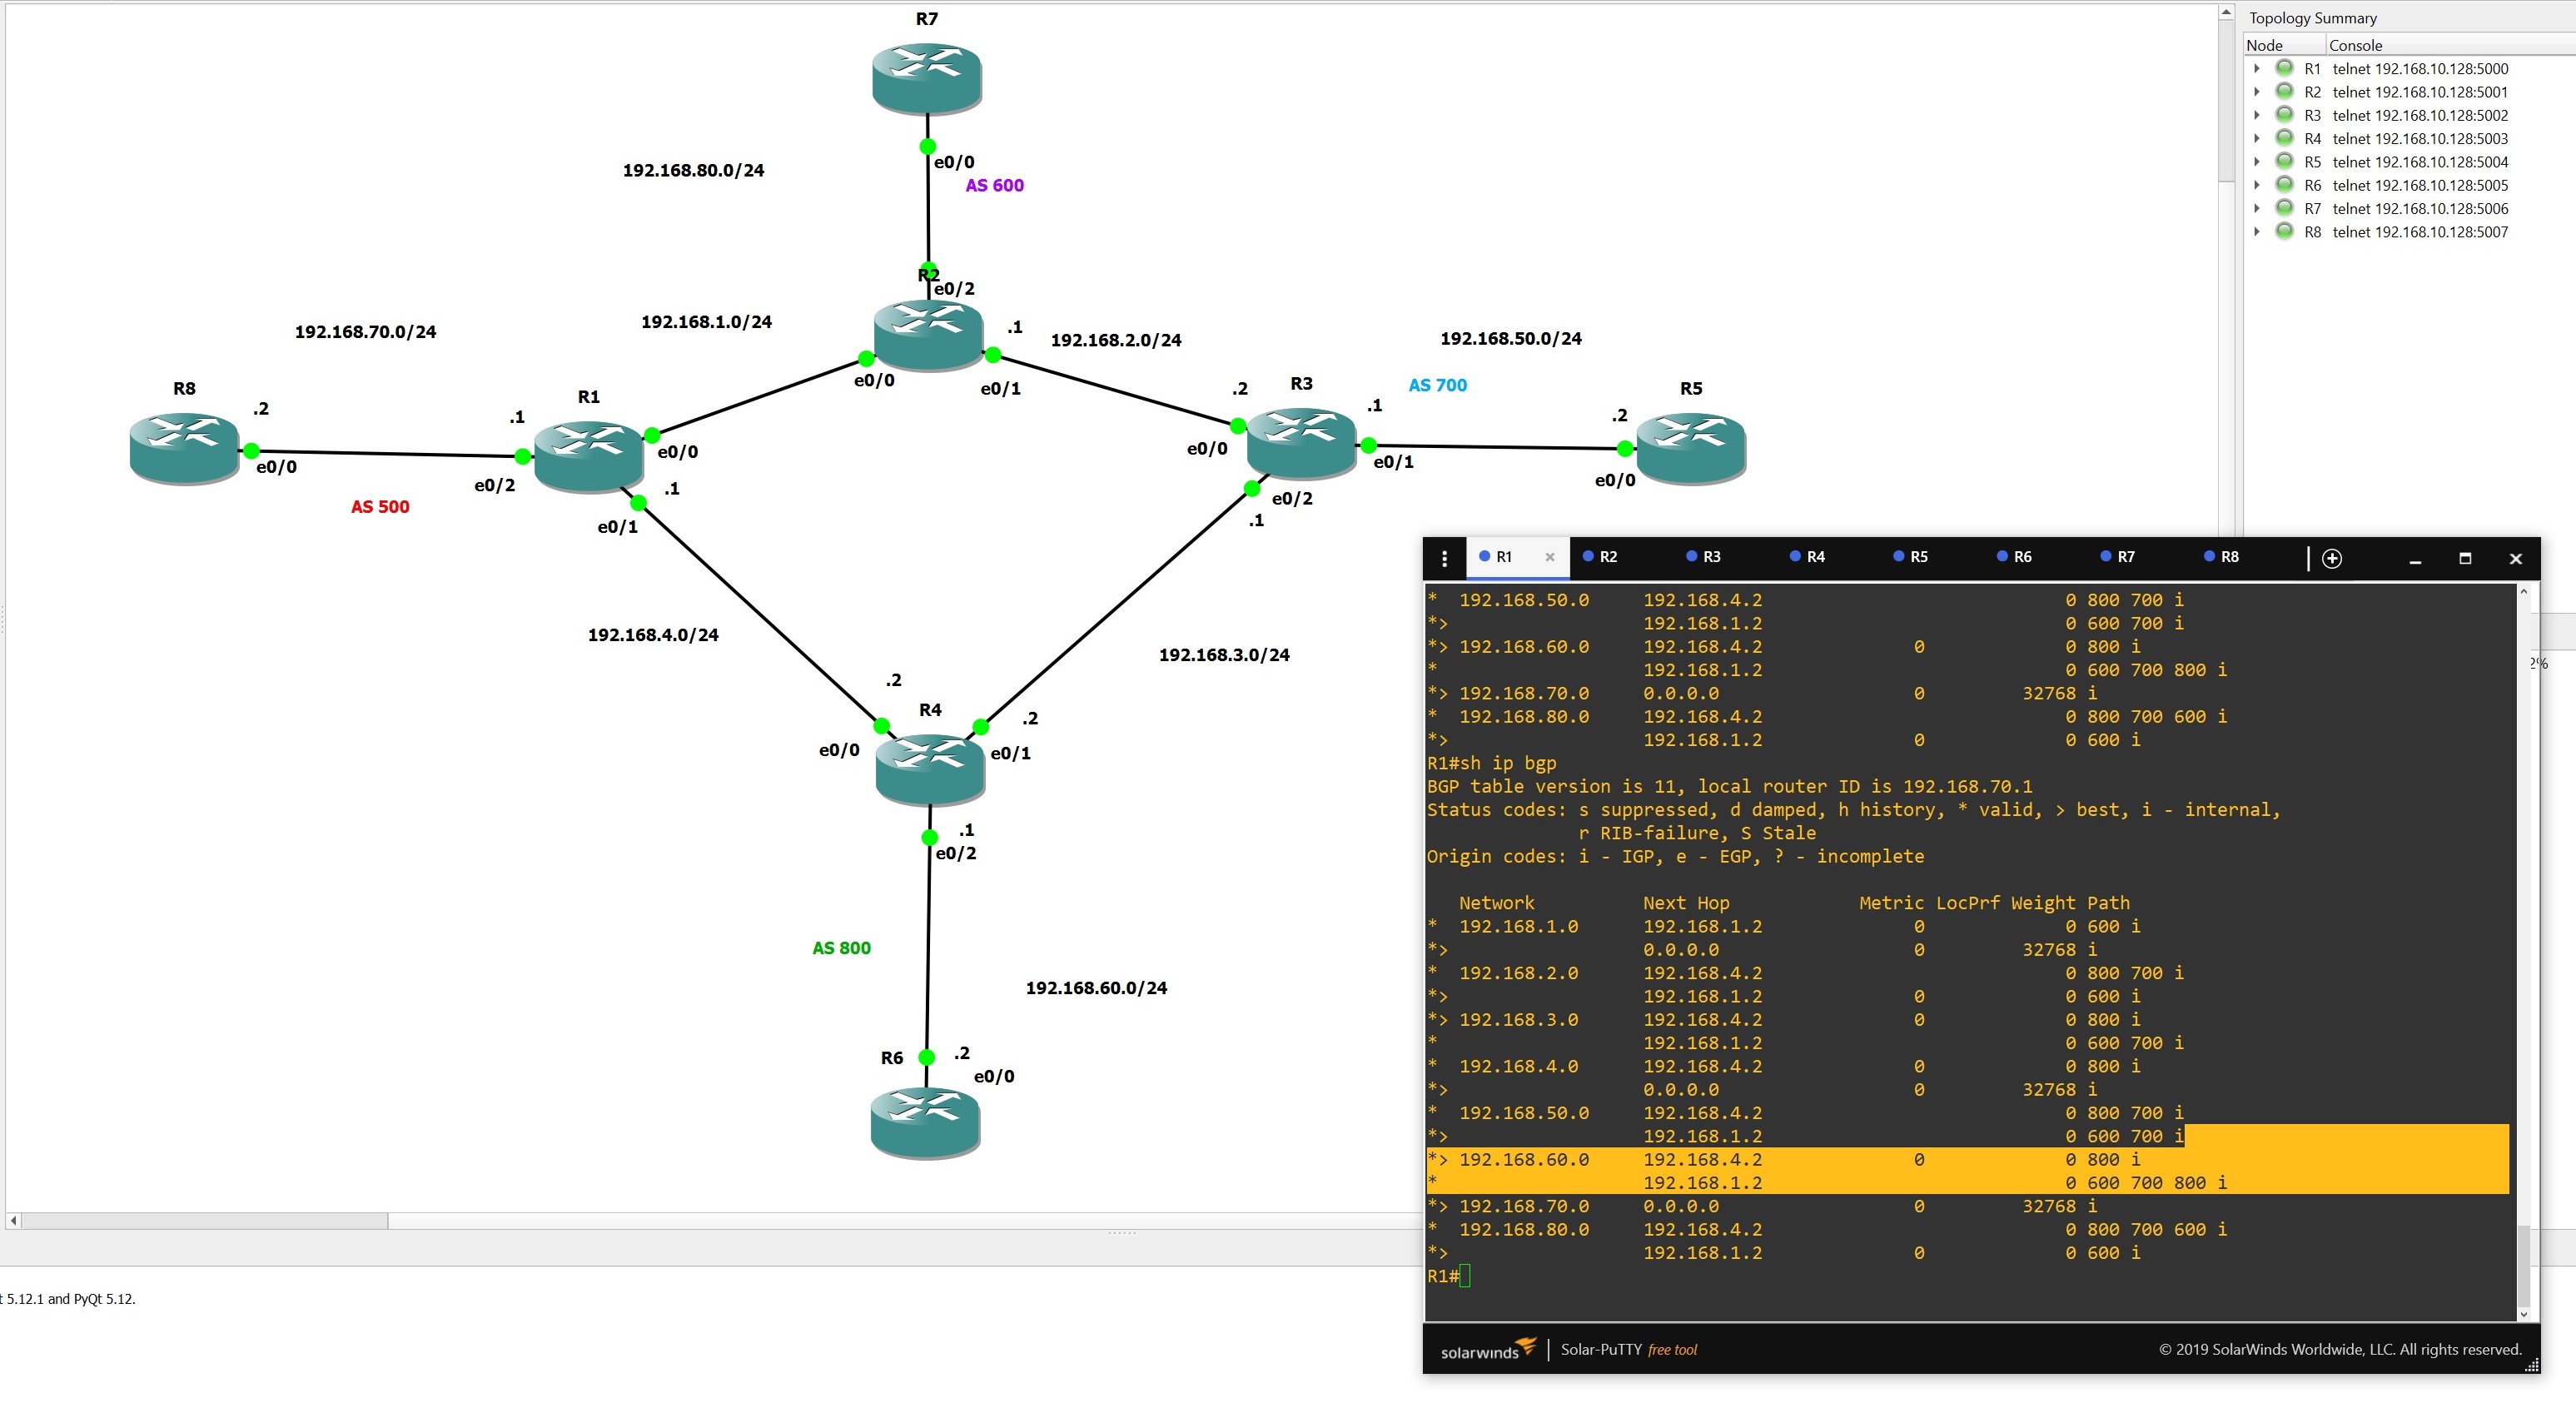 R7
e0/0
192.168.80.0/24
AS 600
R2
e0/2
192.168.70.0/24
192.168.1.0/24
.1
192.168.2.0/24
192.168.50.0/24
e0/0
e0/1
R8
.2
R1
.1
.2
R3
AS 700
.1
R5
.2
e0/0
e0/2
e0/0
AS 500
.1
e0/1
e0/0
e0/1
e0/2
.1
e0/0
192.168.4.0/24
192.168.3.0/24
.2
R4
.2
e0/0
e0/1
.1
e0/2
AS 800
192.168.60.0/24
R6
.2
e0/0
t 5.12.1 and PyQt 5.12.
Topology Summary
Node Console
R1 telnet 192.168.10.128:5000
R2 telnet 192.168.10.128:5001
R3 telnet 192.168.10.128:5002
R4 telnet 192.168.10.128:5003
R5 telnet 192.168.10.128:5004
R6 telnet 192.168.10.128:5005
R7 telnet 192.168.10.128:5006
R8 telnet 192.168.10.128:5007
2%
R1 R2 R3 R4 R5 R6 R7 R8
* 192.168.50.0 192.168.4.2 0 800 700 i
*> 192.168.1.2 0 600 700 i
*> 192.168.60.0 192.168.4.2 0 0 800 i
* 192.168.1.2 0 600 700 800 i
*> 192.168.70.0 0.0.0.0 0 32768 i
* 192.168.80.0 192.168.4.2 0 800 700 600 i
*> 192.168.1.2 0 0 600 i
R1#sh ip bgp
BGP table version is 11, local router ID is 192.168.70.1
Status codes: s suppressed, d damped, h history, * valid, > best, i - internal,
r RIB-failure, S Stale
Origin codes: i - IGP, e - EGP, ? - incomplete
Network Next Hop Metric LocPrf Weight Path
* 192.168.1.0 192.168.1.2 0 0 600 i
*> 0.0.0.0 0 32768 i
* 192.168.2.0 192.168.4.2 0 800 700 i
*> 192.168.1.2 0 0 600 i
*> 192.168.3.0 192.168.4.2 0 0 800 i
* 192.168.1.2 0 600 700 i
* 192.168.4.0 192.168.4.2 0 0 800 i
*> 0.0.0.0 0 32768 i
* 192.168.50.0 192.168.4.2 0 800 700 i
*> 192.168.1.2 0 600 700 i
*> 192.168.60.0 192.168.4.2 0 0 800 i
* 192.168.1.2 0 600 700 800 i
*> 192.168.70.0 0.0.0.0 0 32768 i
* 192.168.80.0 192.168.4.2 0 800 700 600 i
*> 192.168.1.2 0 0 600 i
R1#
solarwinds | Solar-PuTTY free tool
© 2019 SolarWinds Worldwide, LLC. All rights reserved.